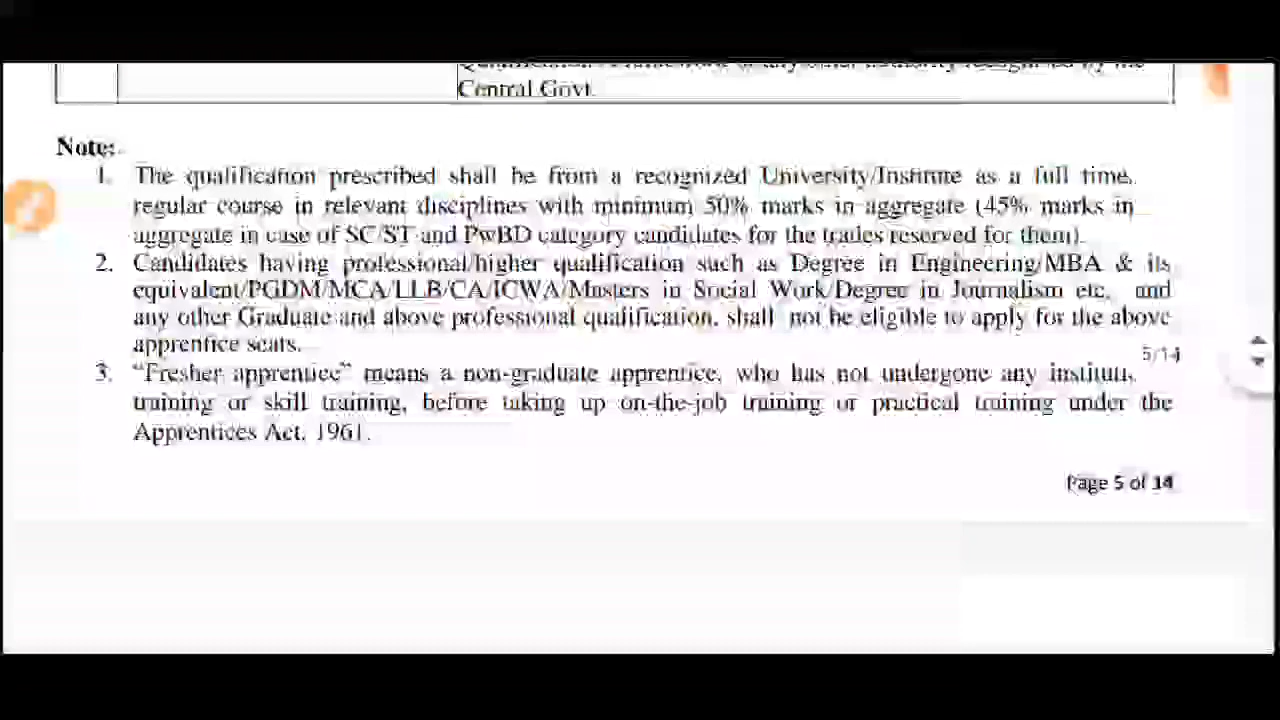 Central Govt.
Note:-
1. The qualification prescribed shall be from a recognized University/Institute as a full time,
regular course in relevant disciplines with minimum 50% marks in aggregate (45% marks in
aggregate in case of SC/ST and PwBD category candidates for the trades reserved for them).
2. Candidates having professional/higher qualification such as Degree in Engineering/MBA & its
equivalent/PGDM/MCA/LLB/CA/ICWA/Masters in Social Work/Degree in Journalism etc. and
any other Graduate and above professional qualification, shall not be eligible to apply for the above
apprentice seats.
5/14
3. “Fresher apprentice” means a non-graduate apprentice, who has not undergone any instituti
training or skill training, before taking up on-the-job training or practical training under the
Apprentices Act, 1961.
Page 5 of 14